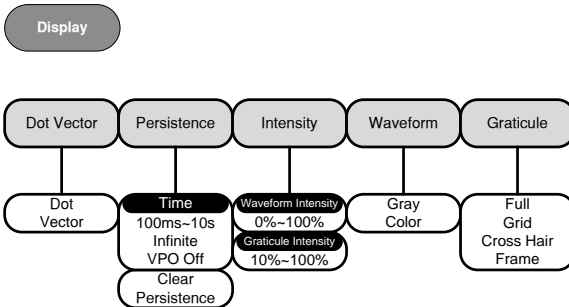 Display
Dot Vector
Persistence
Intensity
Waveform
Graticule
Dot
Vector
Time
100ms~10s
Infinite
VPO Off
Clear
Persistence
Waveform Intensity
0%~100%
Graticule Intensity
10%~100%
Gray
Color
Full
Grid
Cross Hair
Frame